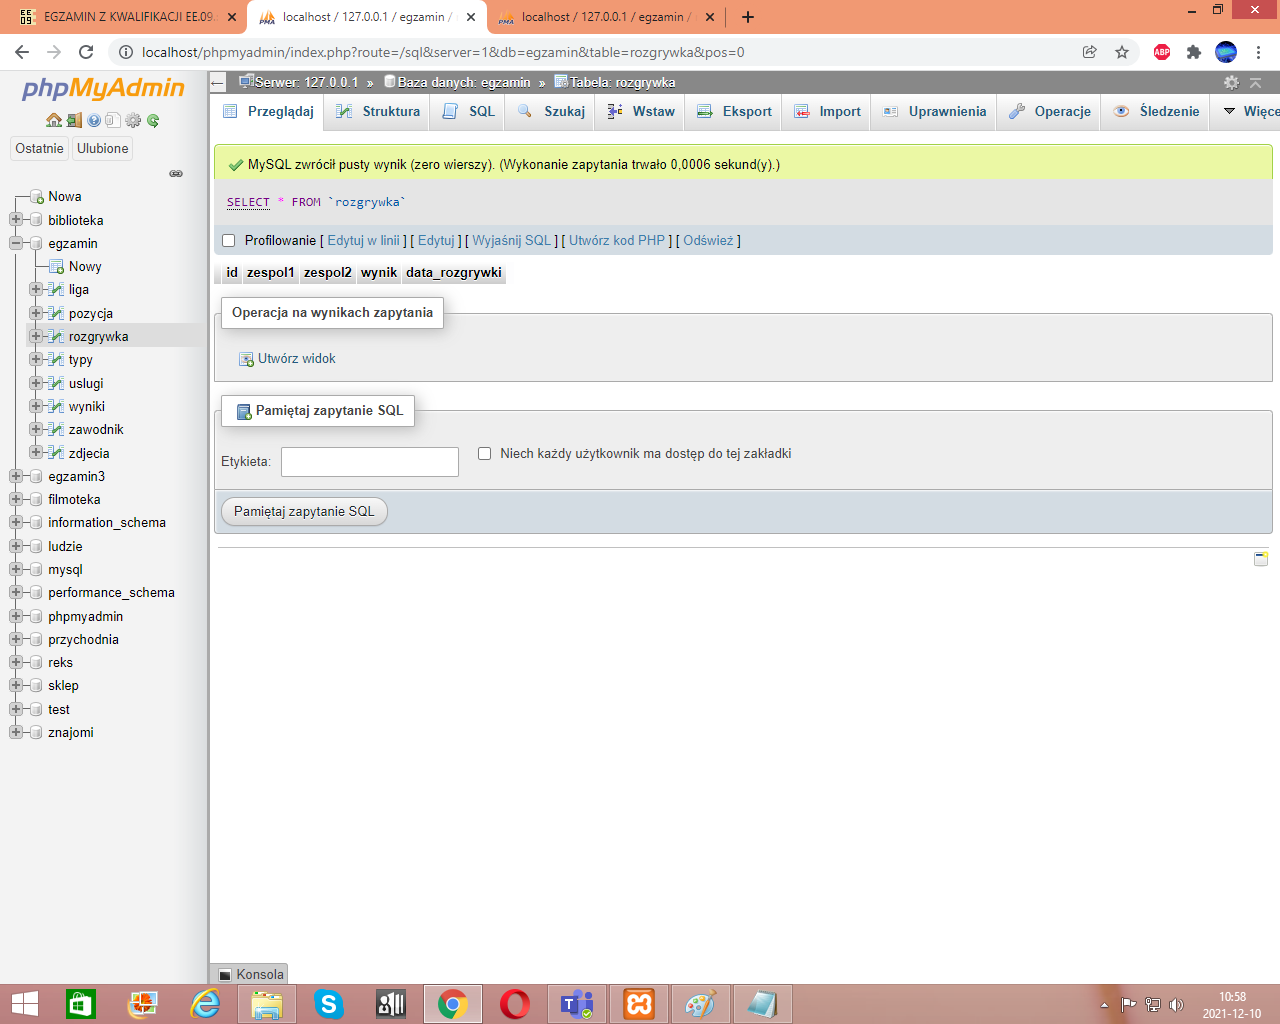 EGZAMIN Z KWALIFIKACJI EE.09
localhost / 127.0.0.1 / egzamin /
localhost / 127.0.0.1 / egzamin /
localhost/phpmyadmin/index.php?route=/sql&server=1&db=egzamin&table=rozgrywka&pos=0
ABP
phpMyAdmin
Ostatnie
Ulubione
Nowa
biblioteka
egzamin
Nowy
liga
pozycja
rozgrywka
typy
uslugi
wyniki
zawodnik
zdjecia
egzamin3
filmoteka
information_schema
ludzie
mysql
performance_schema
phpmyadmin
przychodnia
reks
sklep
test
znajomi
Serwer: 127.0.0.1 » Baza danych: egzamin » Tabela: rozgrywka
Przeglądaj Struktura SQL Szukaj Wstaw Eksport Import Uprawnienia Operacje Śledzenie Więce
MySQL zwrócił pusty wynik (zero wierszy). (Wykonanie zapytania trwało 0,0006 sekund(y).)
SELECT * FROM `rozgrywka`
Profilowanie [ Edytuj w linii ] [ Edytuj ] [ Wyjaśnij SQL ] [ Utwórz kod PHP ] [ Odśwież ]
id zespol1 zespol2 wynik data_rozgrywki
Operacja na wynikach zapytania
Utwórz widok
Pamiętaj zapytanie SQL
Etykieta:
Niech każdy użytkownik ma dostęp do tej zakładki
Pamiętaj zapytanie SQL
Konsola
10:58
2021-12-10